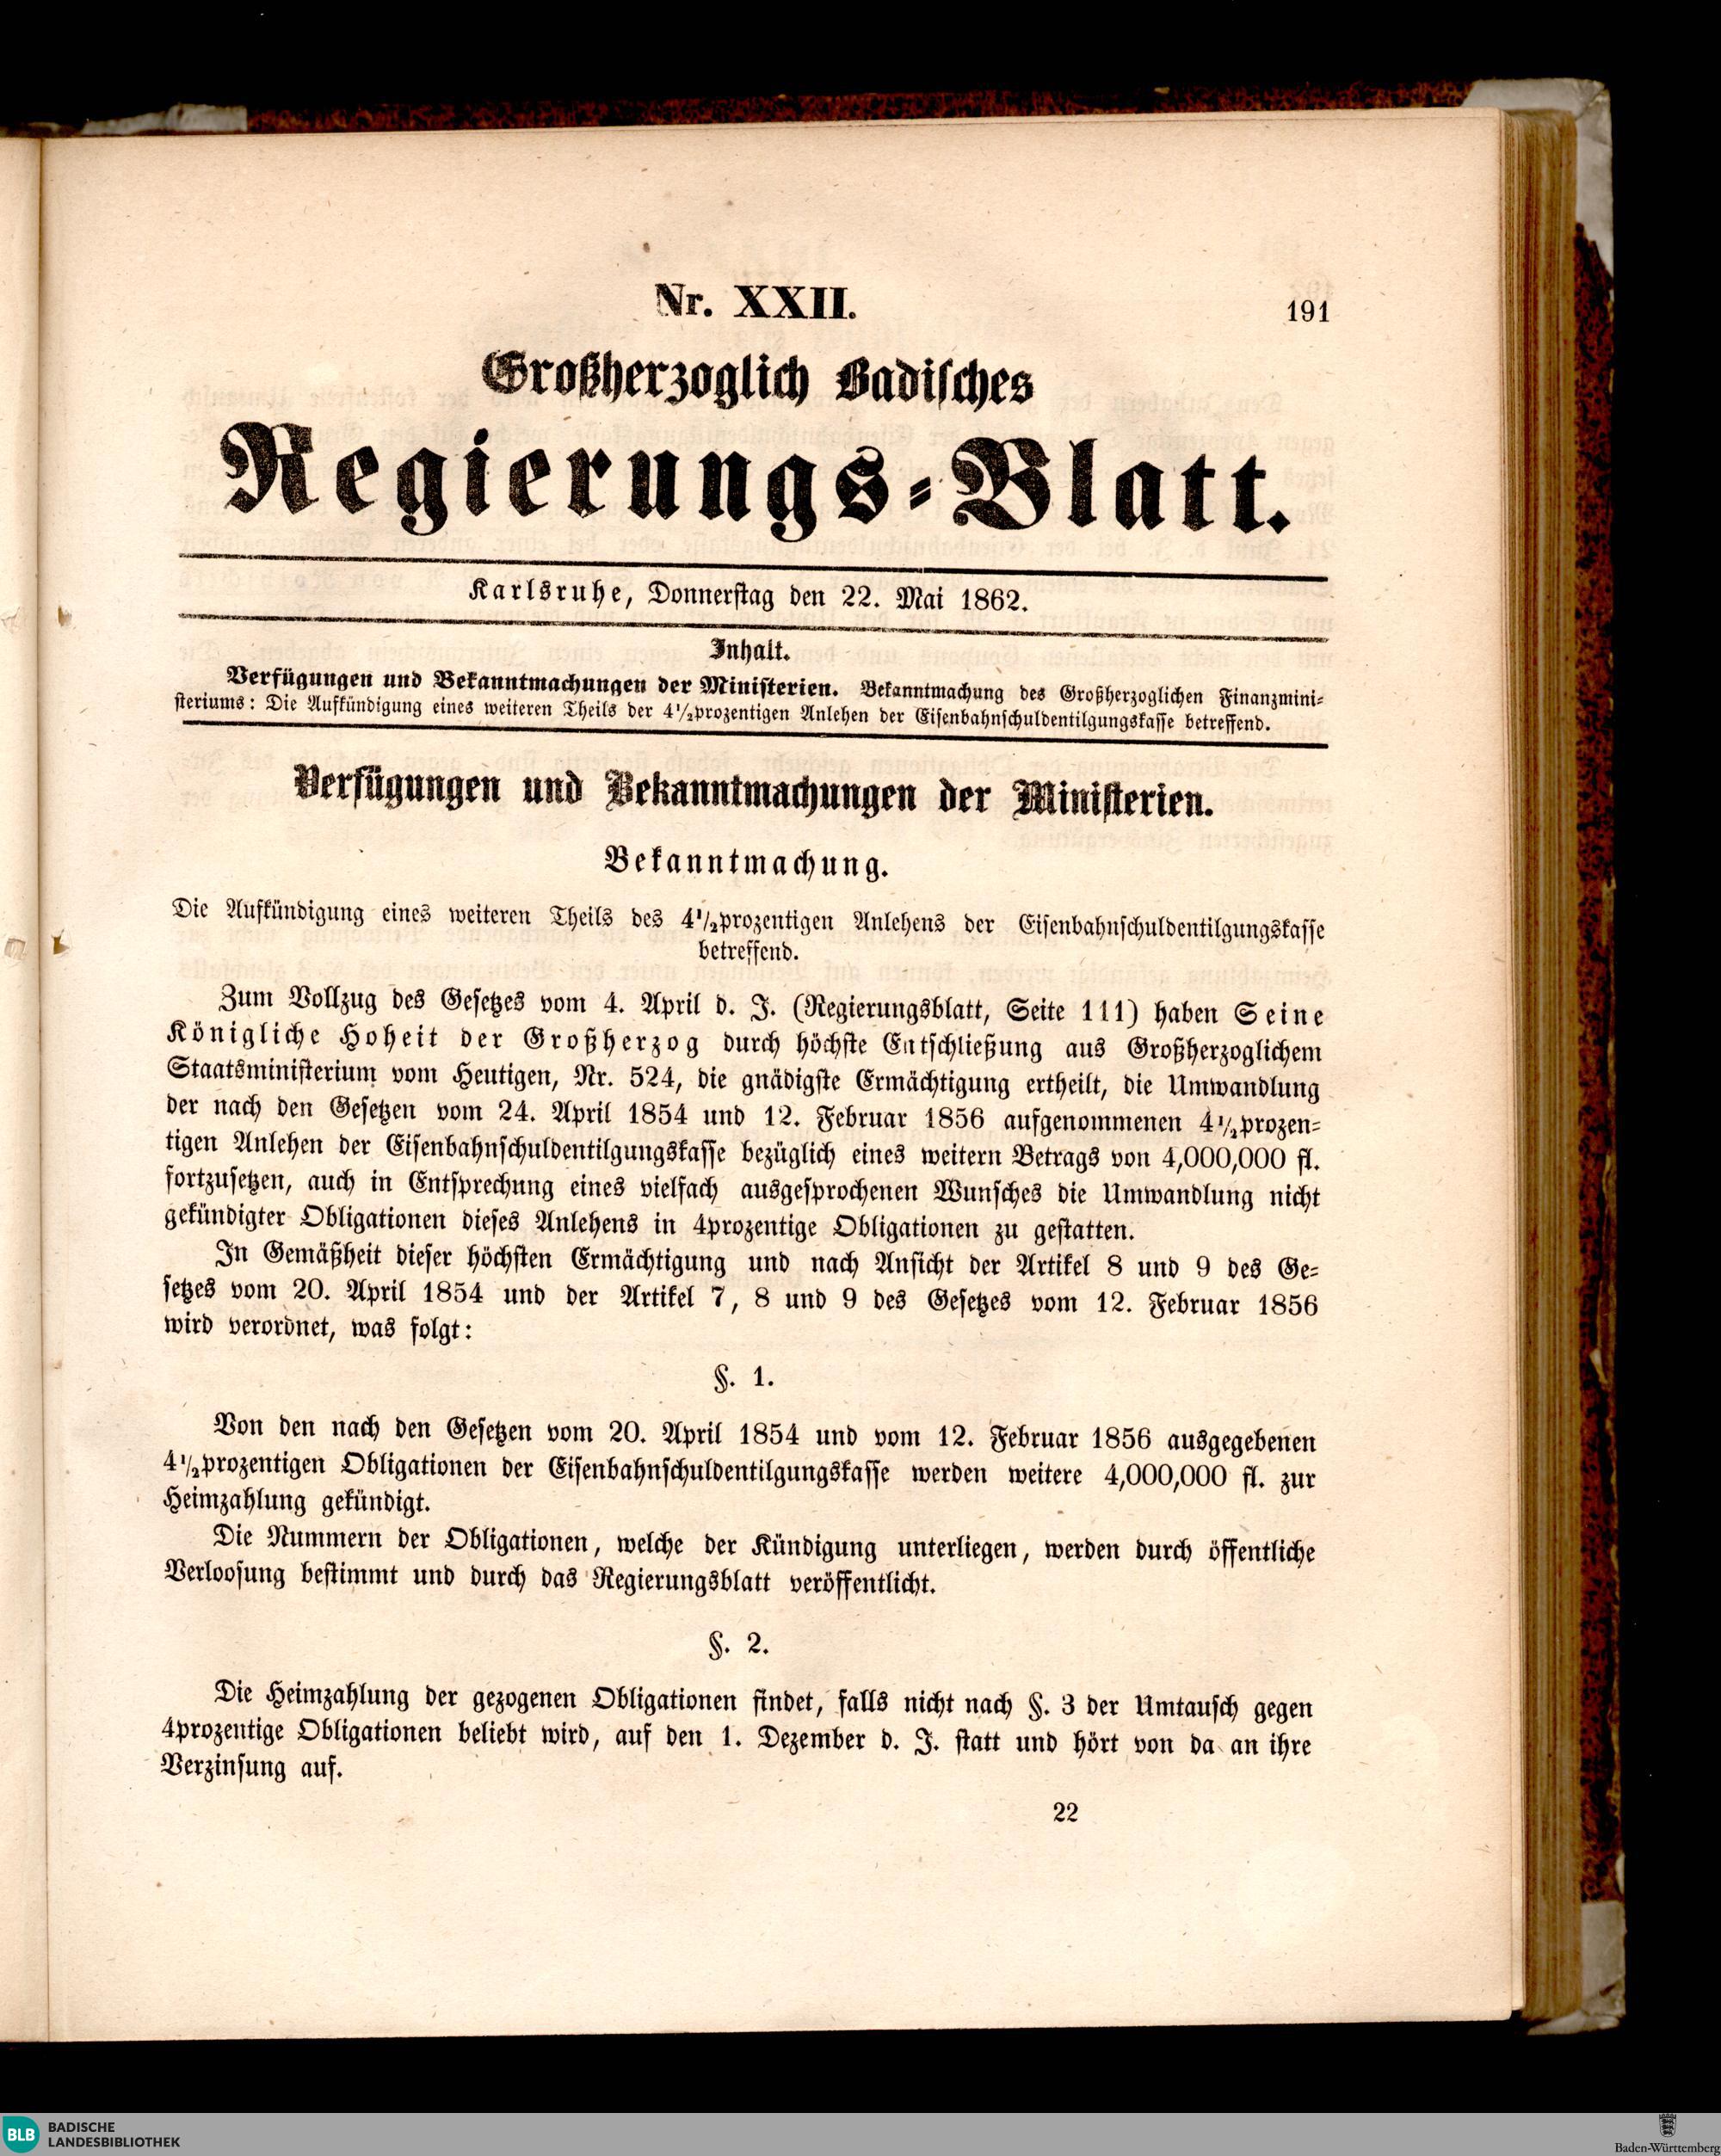 Nr. XXII.
191
Großherzoglich Badisches
Regierungs-Blatt.
Karlsruhe, Donnerstag den 22. Mai 1862.
Inhalt.
Verfügungen und Bekanntmachungen der Ministerien. Bekanntmachung des Großherzoglichen Finanzmini-
steriums: Die Aufkündigung eines weiteren Theils der 4½prozentigen Anlehen der Eisenbahnschuldentilgungskasse betreffend.
Verfügungen und Bekanntmachungen der Ministerien.
Bekanntmachung.
Die Aufkündigung eines weiteren Theils des 4½prozentigen Anlehens der Eisenbahnschuldentilgungskasse
betreffend.
Zum Vollzug des Gesetzes vom 4. April d. J. (Regierungsblatt, Seite 111) haben Seine
Königliche Hoheit der Großherzog durch höchste Entschließung aus Großherzoglichem
Staatsministerium vom Heutigen, Nr. 524, die gnädigste Ermächtigung ertheilt, die Umwandlung
der nach den Gesetzen vom 24. April 1854 und 12. Februar 1856 aufgenommenen 4½prozen-
tigen Anlehen der Eisenbahnschuldentilgungskasse bezüglich eines weitern Betrags von 4,000,000 fl.
fortzusetzen, auch in Entsprechung eines vielfach ausgesprochenen Wunsches die Umwandlung nicht
gekündigter Obligationen dieses Anlehens in 4prozentige Obligationen zu gestatten.
In Gemäßheit dieser höchsten Ermächtigung und nach Ansicht der Artikel 8 und 9 des Ge-
setzes vom 20. April 1854 und der Artikel 7, 8 und 9 des Gesetzes vom 12. Februar 1856
wird verordnet, was folgt:
§. 1.
Von den nach den Gesetzen vom 20. April 1854 und vom 12. Februar 1856 ausgegebenen
4½prozentigen Obligationen der Eisenbahnschuldentilgungskasse werden weitere 4,000,000 fl. zur
Heimzahlung gekündigt.
Die Nummern der Obligationen, welche der Kündigung unterliegen, werden durch öffentliche
Verloosung bestimmt und durch das Regierungsblatt veröffentlicht.
§. 2.
Die Heimzahlung der gezogenen Obligationen findet, falls nicht nach §. 3 der Umtausch gegen
4prozentige Obligationen beliebt wird, auf den 1. Dezember d. J. statt und hört von da an ihre
Verzinsung auf.
22
BLB BADISCHE
LANDESBIBLIOTHEK
Baden-Württemberg